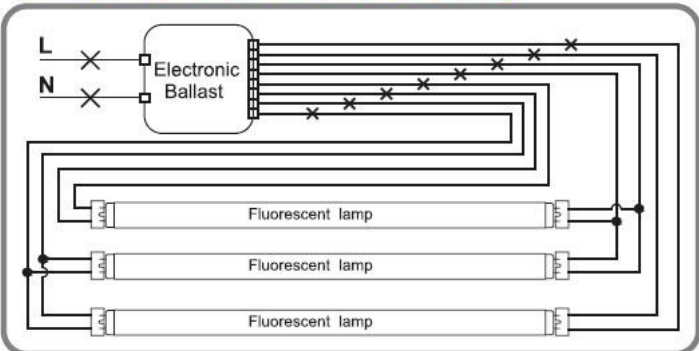 L
N
Electronic
Ballast
Fluorescent lamp
Fluorescent lamp
Fluorescent lamp